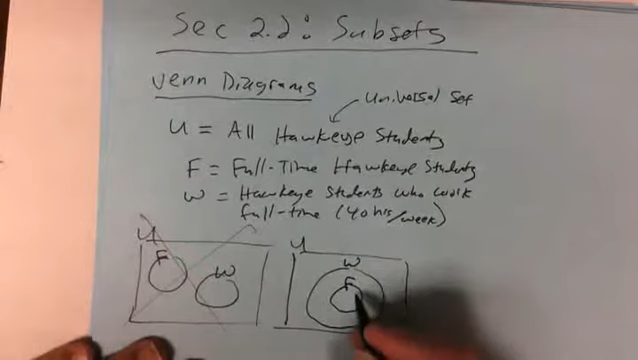 Sec 2.2: Subsets
Venn Diagrams
Universal Set
U = All Hawkeye Students
F = Full-Time Hawkeye Students
W = Hawkeye Students who work
full-time (40 hrs/week)
U U
F W W
F